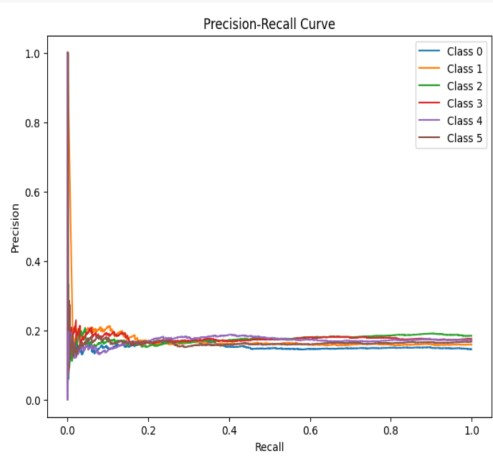 Precision-Recall Curve
1.0
0.8
0.6
0.4
0.2
0.0
Precision
Class 0
Class 1
Class 2
Class 3
Class 4
Class 5
0.0 0.2 0.4 0.6 0.8 1.0
Recall